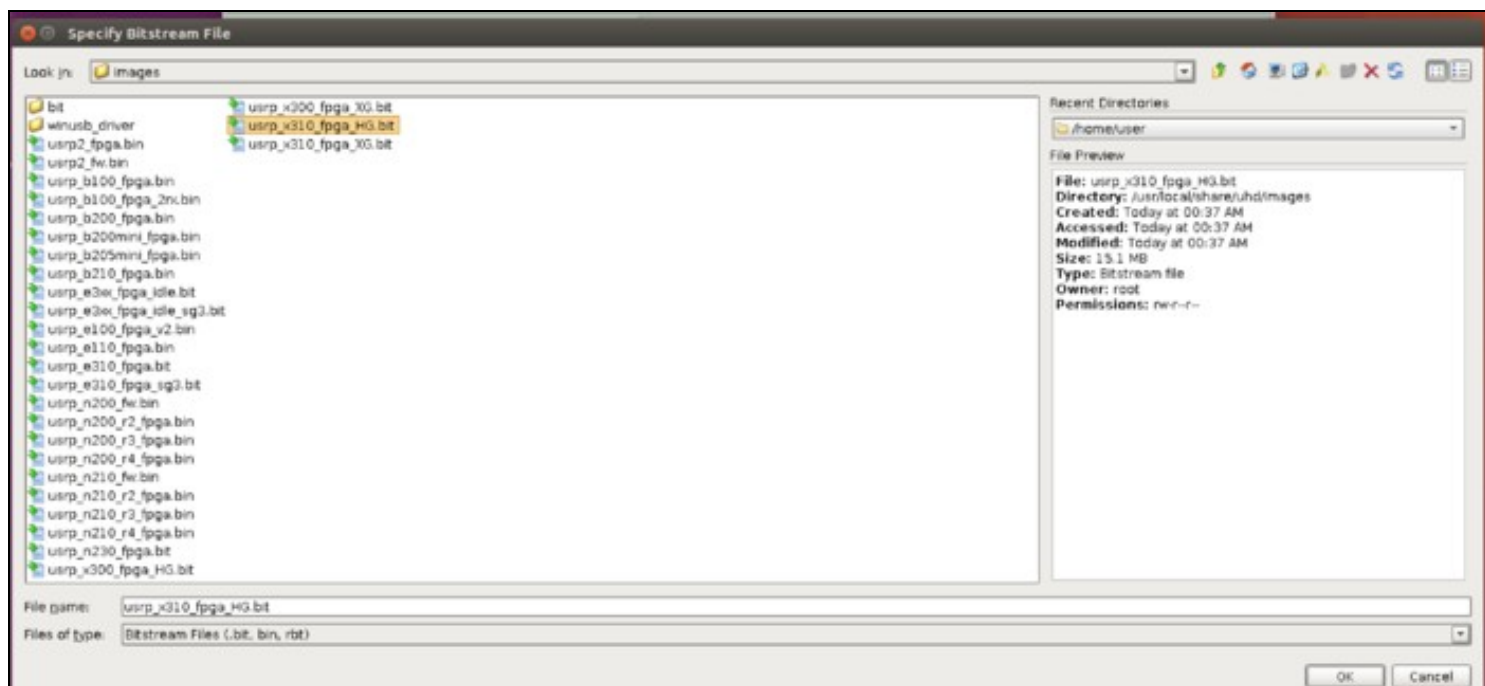 Specify Bitstream File
Look in: images
bit
winusb_driver
usrp2_fpga.bin
usrp2_fw.bin
usrp_b100_fpga.bin
usrp_b100_fpga_2rx.bin
usrp_b200_fpga.bin
usrp_b200mini_fpga.bin
usrp_b205mini_fpga.bin
usrp_b210_fpga.bin
usrp_e3xx_fpga_idle.bit
usrp_e3xx_fpga_idle_sg3.bit
usrp_e100_fpga_v2.bin
usrp_e110_fpga.bin
usrp_e310_fpga.bit
usrp_e310_fpga_sg3.bit
usrp_n200_fw.bin
usrp_n200_r2_fpga.bin
usrp_n200_r3_fpga.bin
usrp_n200_r4_fpga.bin
usrp_n210_fw.bin
usrp_n210_r2_fpga.bin
usrp_n210_r3_fpga.bin
usrp_n210_r4_fpga.bin
usrp_n230_fpga.bit
usrp_x300_fpga_HG.bit
usrp_x300_fpga_XG.bit
usrp_x310_fpga_HG.bit
usrp_x310_fpga_XG.bit
Recent Directories
/home/user
File Preview
File: usrp_x310_fpga_HG.bit
Directory: /usr/local/share/uhd/images
Created: Today at 00:37 AM
Accessed: Today at 00:37 AM
Modified: Today at 00:37 AM
Size: 15.1 MB
Type: Bitstream file
Owner: root
Permissions: rw-r--r--
File name: usrp_x310_fpga_HG.bit
Files of type: Bitstream Files (.bit, bin, rbt)
OK
Cancel